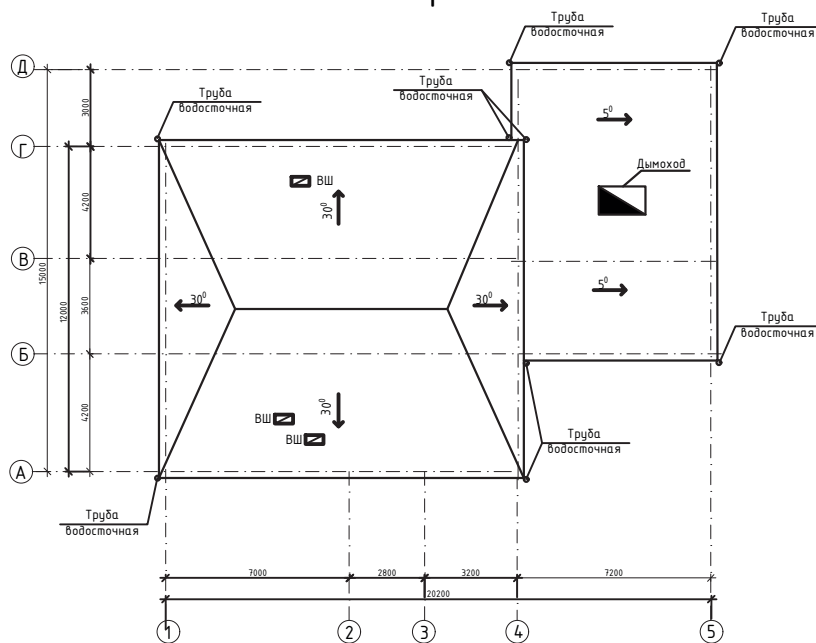 Труба
водосточная
Труба
водосточная
Труба
водосточная
Труба
водосточная
Д
3000
5⁰
Г
Дымоход
ВШ
4200
30⁰
В
15000
12000
3600
30⁰
30⁰
5⁰
Труба
водосточная
Б
4200
30⁰
ВШ
ВШ
Труба
водосточная
А
Труба
водосточная
7000
2800
3200
7200
20200
1
2
3
4
5